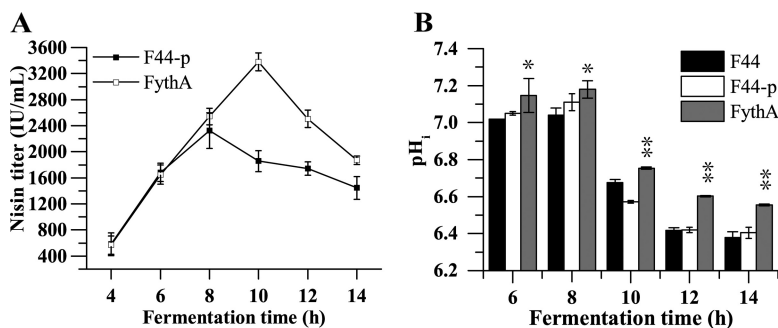 A
Nisin titer (IU/mL)
3600
3200
2800
2400
2000
1600
1200
800
400
F44-p
FythA
4 6 8 10 12 14
Fermentation time (h)
B
pHi
7.4
7.2
7.0
6.8
6.6
6.4
6.2
F44
F44-p
FythA
* * ** ** **
6 8 10 12 14
Fermentation time (h)